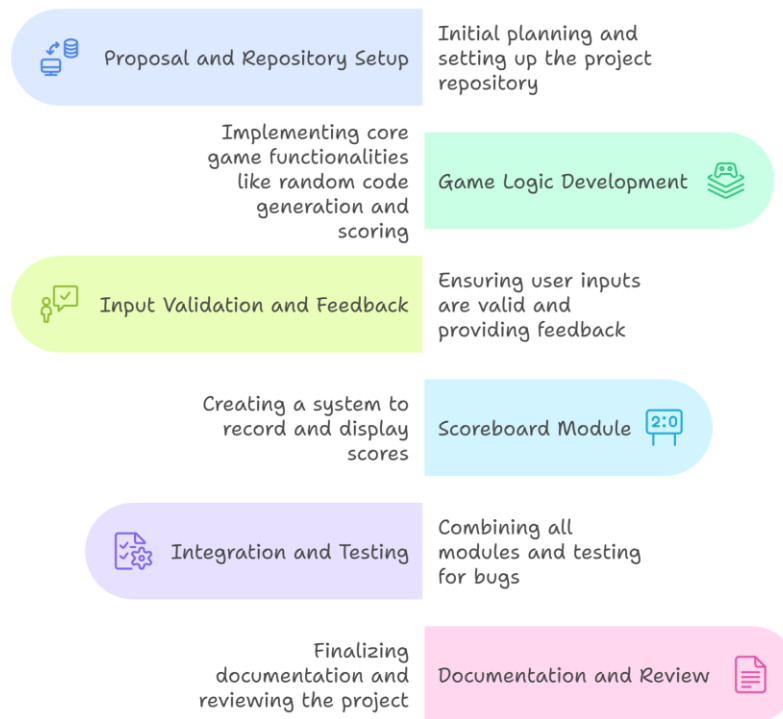 Proposal and Repository Setup
Initial planning and
setting up the project
repository
Implementing core
game functionalities
like random code
generation and
scoring
Game Logic Development
Input Validation and Feedback
Ensuring user inputs
are valid and
providing feedback
Creating a system to
record and display
scores
Scoreboard Module
2:0
Integration and Testing
Combining all
modules and testing
for bugs
Finalizing
documentation and
reviewing the project
Documentation and Review